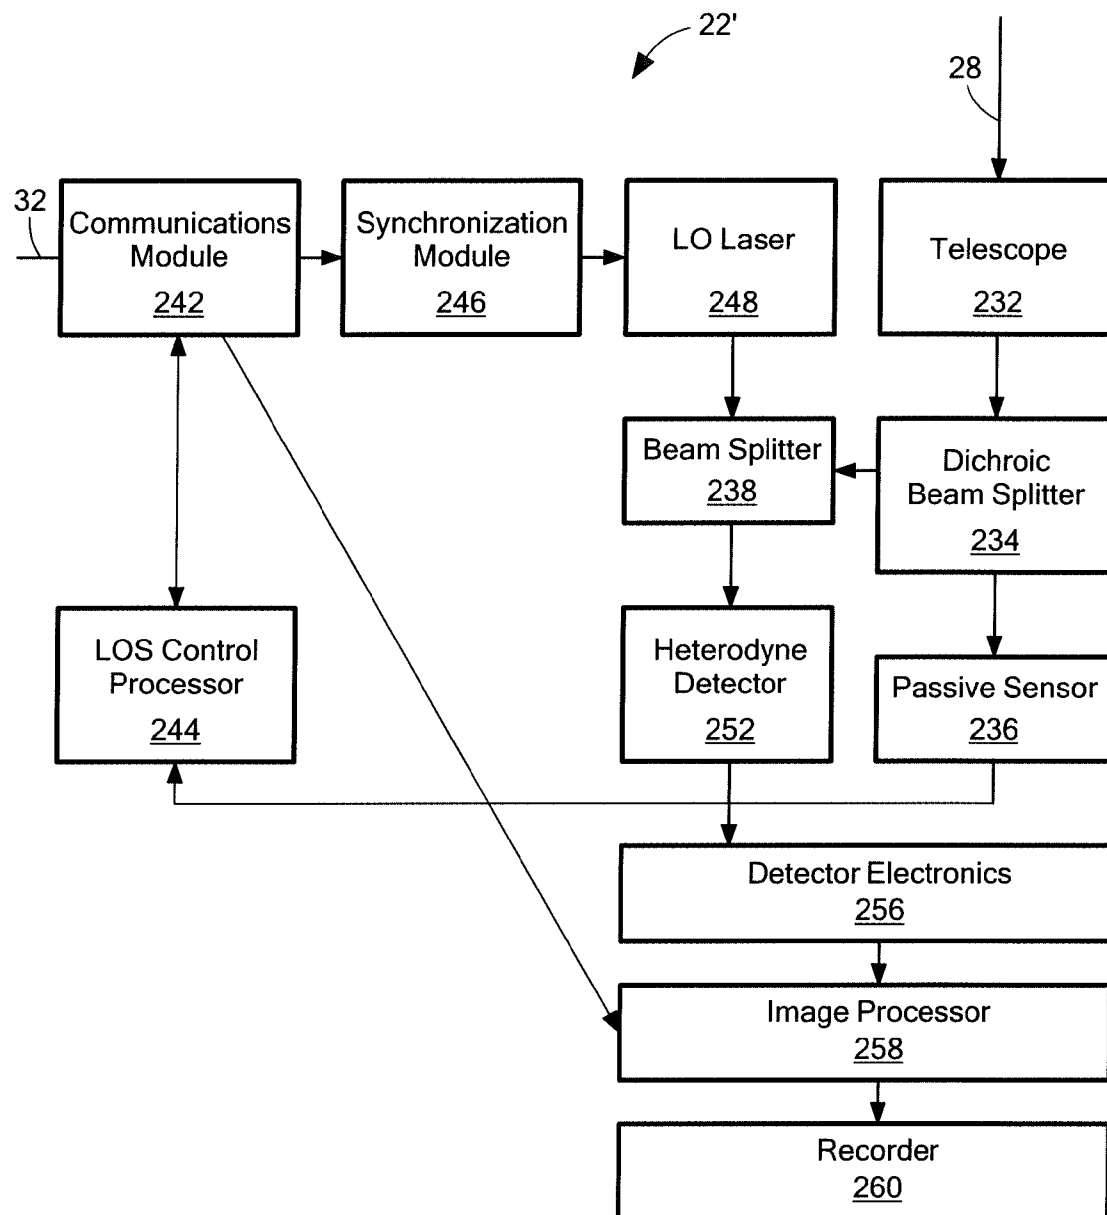 22'
28
32
Communications
Module
242
Synchronization
Module
246
LO Laser
248
Telescope
232
Beam Splitter
238
Dichroic
Beam Splitter
234
LOS Control
Processor
244
Heterodyne
Detector
252
Passive Sensor
236
Detector Electronics
256
Image Processor
258
Recorder
260